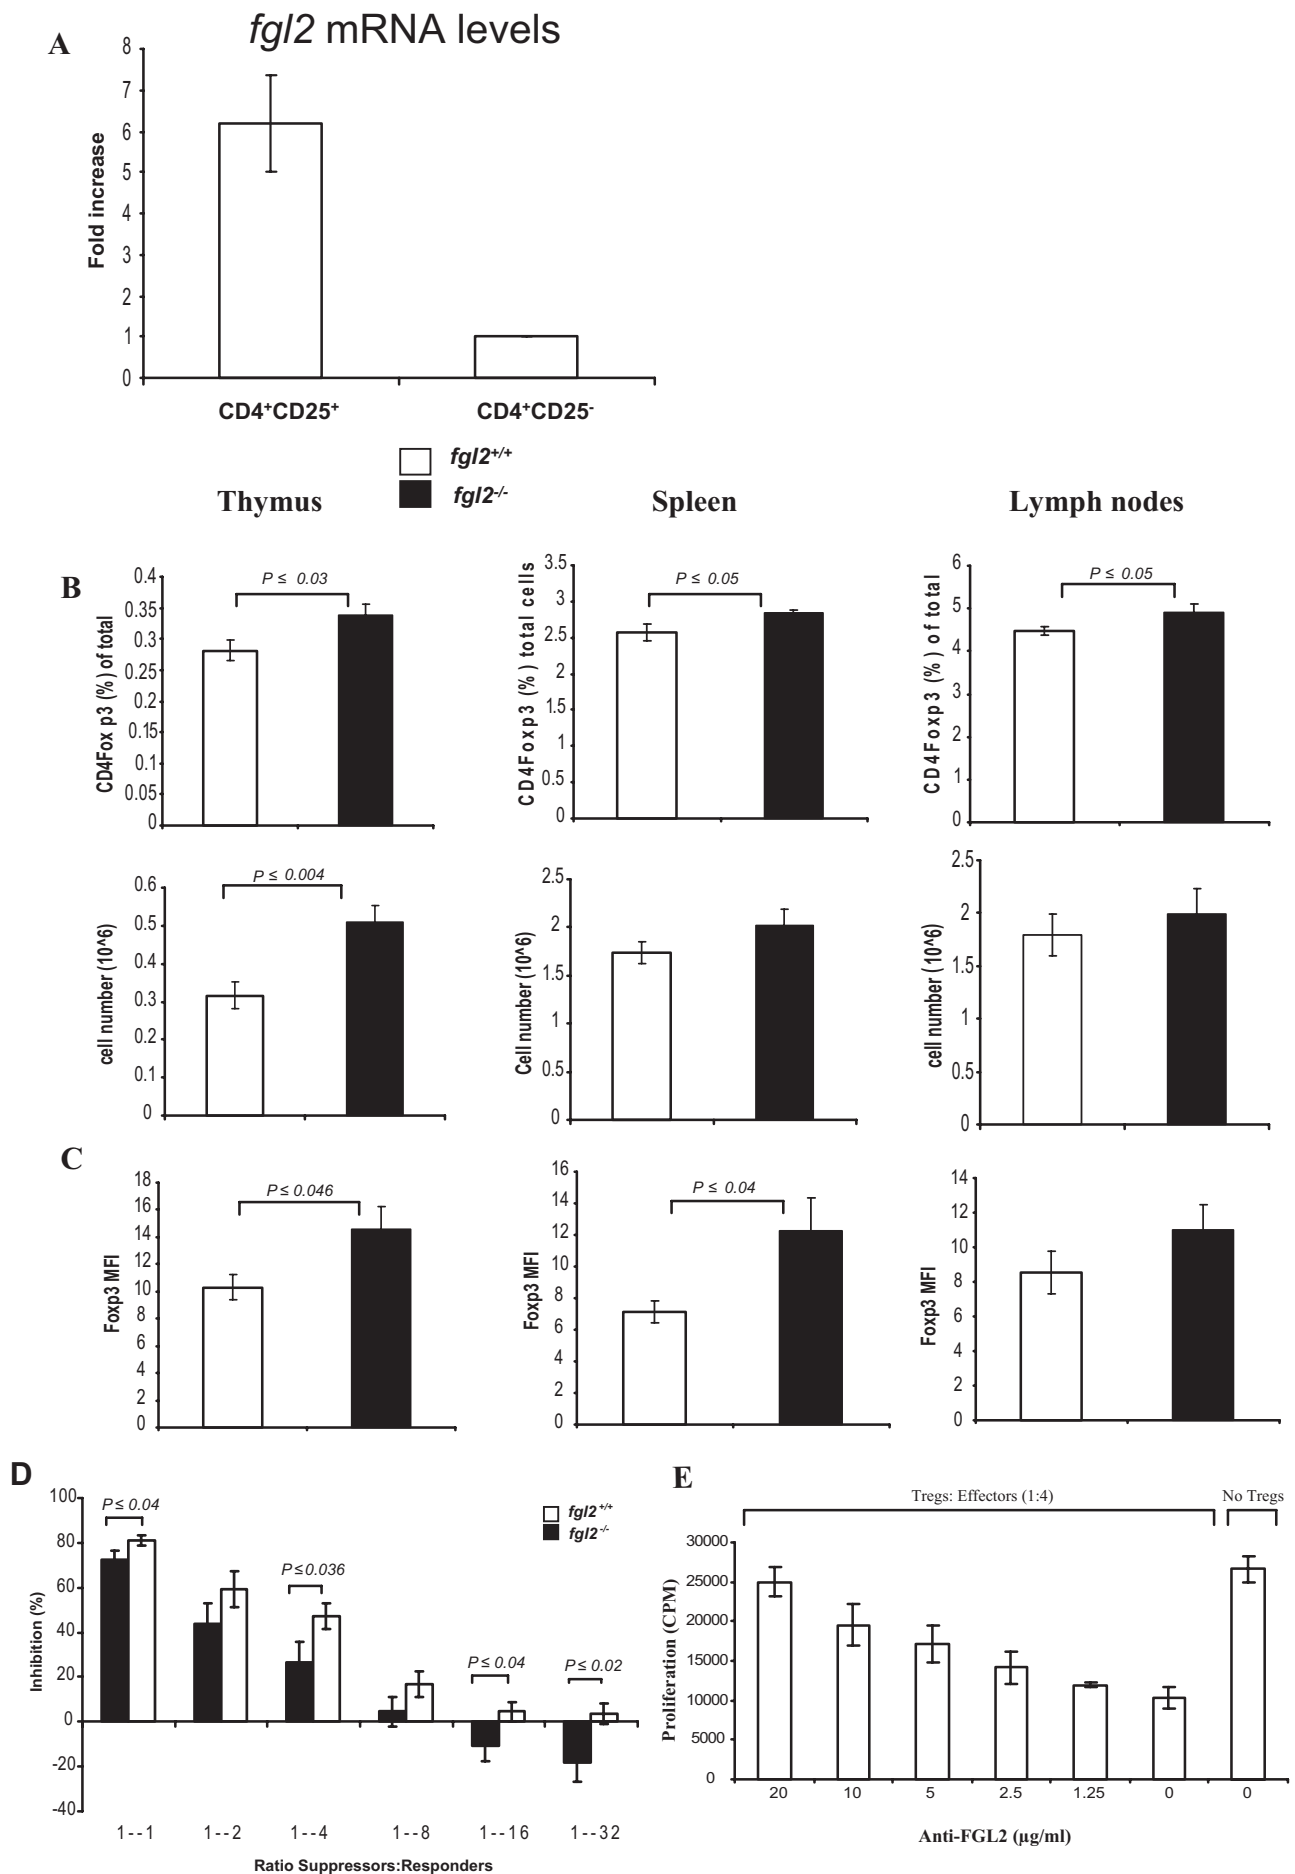 A
fgl2 mRNA levels
Fold increase
8
7
6
5
4
3
2
1
0
CD4+CD25+
CD4+CD25-
fgl2+/+
fgl2-/-
Thymus
Spleen
Lymph nodes
B
CD4Fox p3 (%) of total
0.4
0.35
0.3
0.25
0.2
0.15
0.1
0.05
0
P ≤ 0.03
CD4Foxp3 (%) total cells
3.5
3
2.5
2
1.5
1
0.5
0
P ≤ 0.05
CD4Foxp3 (%) of total
6
5
4
3
2
1
0
P ≤ 0.05
cell number (10^6)
0.6
0.5
0.4
0.3
0.2
0.1
0
P ≤ 0.004
Cell number (10^6)
2.5
2
1.5
1
0.5
0
cell number (10^6)
2.5
2
1.5
1
0.5
0
C
Foxp3 MFI
18
16
14
12
10
8
6
4
2
0
P ≤ 0.046
Foxp3 MFI
16
14
12
10
8
6
4
2
0
P ≤ 0.04
Foxp3 MFI
14
12
10
8
6
4
2
0
D
Inhibition (%)
100
80
60
40
20
0
-20
-40
P ≤ 0.04
P ≤ 0.036
P ≤ 0.04
P ≤ 0.02
fgl2+/+
fgl2-/-
1--1 1--2 1--4 1--8 1--16 1--32
Ratio Suppressors:Responders
E
Tregs: Effectors (1:4)
No Tregs
Proliferation (CPM)
30000
25000
20000
15000
10000
5000
0
20 10 5 2.5 1.25 0 0
Anti-FGL2 (μg/ml)